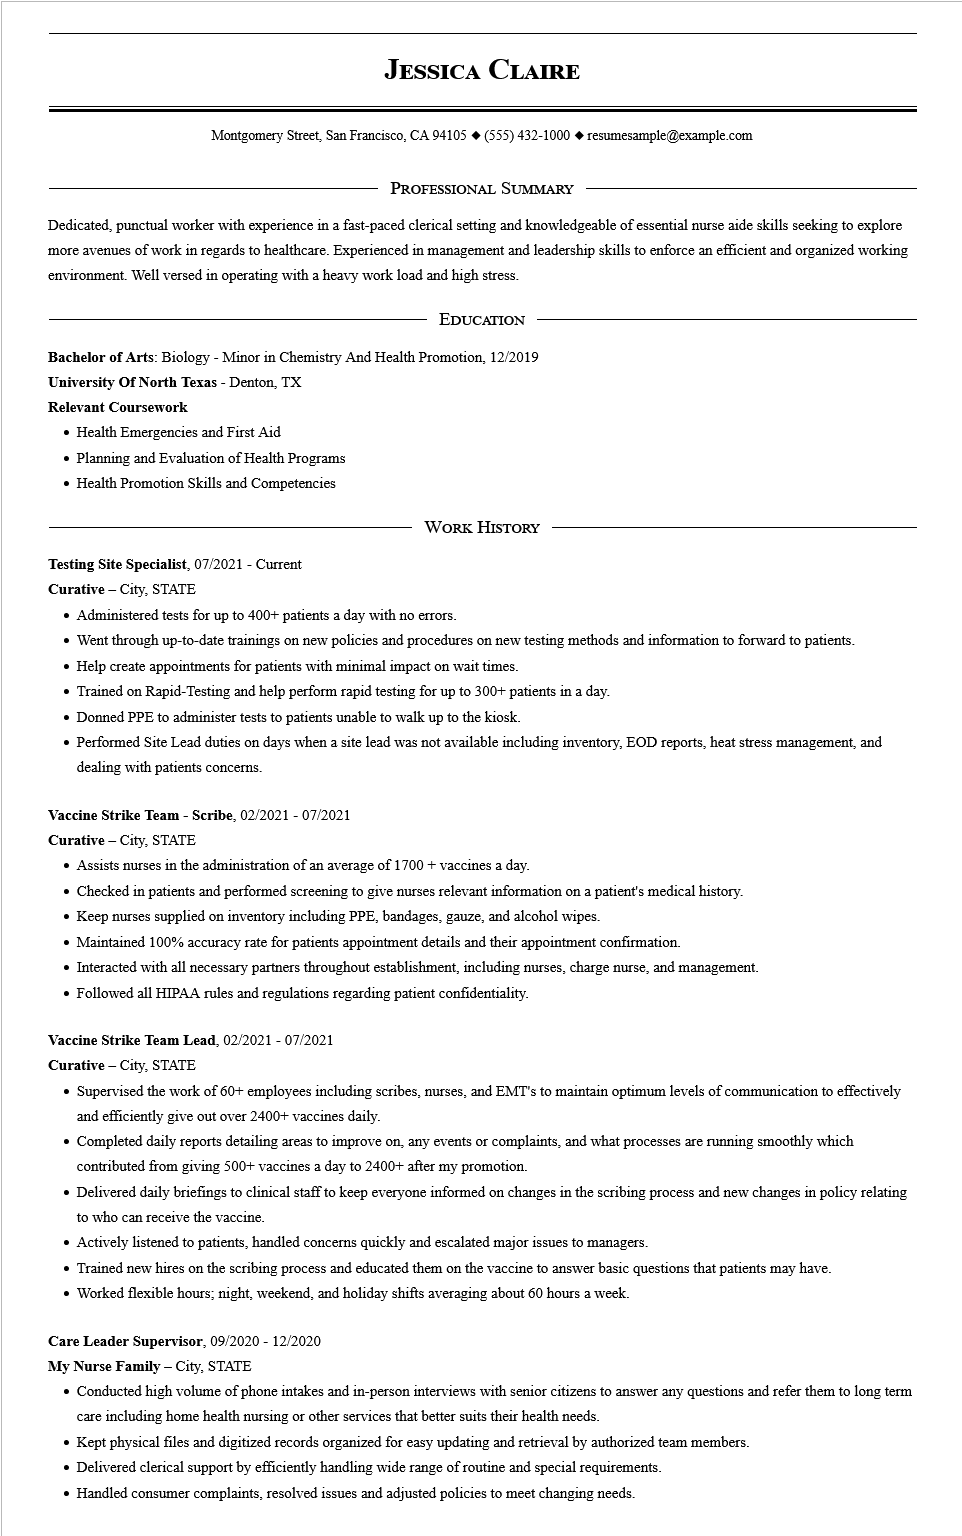 Jessica Claire
Montgomery Street, San Francisco, CA 94105 ◆ (555) 432-1000 ◆ resumesample@example.com
Professional Summary
Dedicated, punctual worker with experience in a fast-paced clerical setting and knowledgeable of essential nurse aide skills seeking to explore
more avenues of work in regards to healthcare. Experienced in management and leadership skills to enforce an efficient and organized working
environment. Well versed in operating with a heavy work load and high stress.
Education
Bachelor of Arts: Biology - Minor in Chemistry And Health Promotion, 12/2019
University Of North Texas - Denton, TX
Relevant Coursework
• Health Emergencies and First Aid
• Planning and Evaluation of Health Programs
• Health Promotion Skills and Competencies
Work History
Testing Site Specialist, 07/2021 - Current
Curative – City, STATE
• Administered tests for up to 400+ patients a day with no errors.
• Went through up-to-date trainings on new policies and procedures on new testing methods and information to forward to patients.
• Help create appointments for patients with minimal impact on wait times.
• Trained on Rapid-Testing and help perform rapid testing for up to 300+ patients in a day.
• Donned PPE to administer tests to patients unable to walk up to the kiosk.
• Performed Site Lead duties on days when a site lead was not available including inventory, EOD reports, heat stress management, and
dealing with patients concerns.
Vaccine Strike Team - Scribe, 02/2021 - 07/2021
Curative – City, STATE
• Assists nurses in the administration of an average of 1700 + vaccines a day.
• Checked in patients and performed screening to give nurses relevant information on a patient's medical history.
• Keep nurses supplied on inventory including PPE, bandages, gauze, and alcohol wipes.
• Maintained 100% accuracy rate for patients appointment details and their appointment confirmation.
• Interacted with all necessary partners throughout establishment, including nurses, charge nurse, and management.
• Followed all HIPAA rules and regulations regarding patient confidentiality.
Vaccine Strike Team Lead, 02/2021 - 07/2021
Curative – City, STATE
• Supervised the work of 60+ employees including scribes, nurses, and EMT's to maintain optimum levels of communication to effectively
and efficiently give out over 2400+ vaccines daily.
• Completed daily reports detailing areas to improve on, any events or complaints, and what processes are running smoothly which
contributed from giving 500+ vaccines a day to 2400+ after my promotion.
• Delivered daily briefings to clinical staff to keep everyone informed on changes in the scribing process and new changes in policy relating
to who can receive the vaccine.
• Actively listened to patients, handled concerns quickly and escalated major issues to managers.
• Trained new hires on the scribing process and educated them on the vaccine to answer basic questions that patients may have.
• Worked flexible hours; night, weekend, and holiday shifts averaging about 60 hours a week.
Care Leader Supervisor, 09/2020 - 12/2020
My Nurse Family – City, STATE
• Conducted high volume of phone intakes and in-person interviews with senior citizens to answer any questions and refer them to long term
care including home health nursing or other services that better suits their health needs.
• Kept physical files and digitized records organized for easy updating and retrieval by authorized team members.
• Delivered clerical support by efficiently handling wide range of routine and special requirements.
• Handled consumer complaints, resolved issues and adjusted policies to meet changing needs.